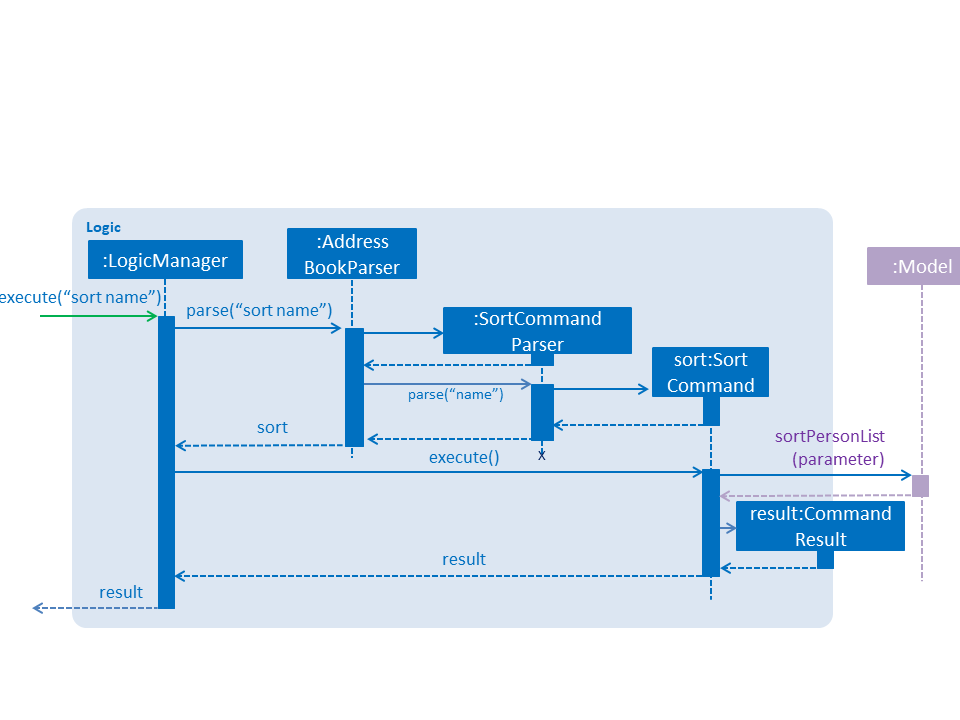 Logic
:LogicManager
:Address
BookParser
:Model
execute(“sort name”)
parse(“sort name”)
:SortCommand
Parser
sort:Sort
Command
parse(“name”)
sort
x
execute()
sortPersonList
(parameter)
result:Command
Result
result
result